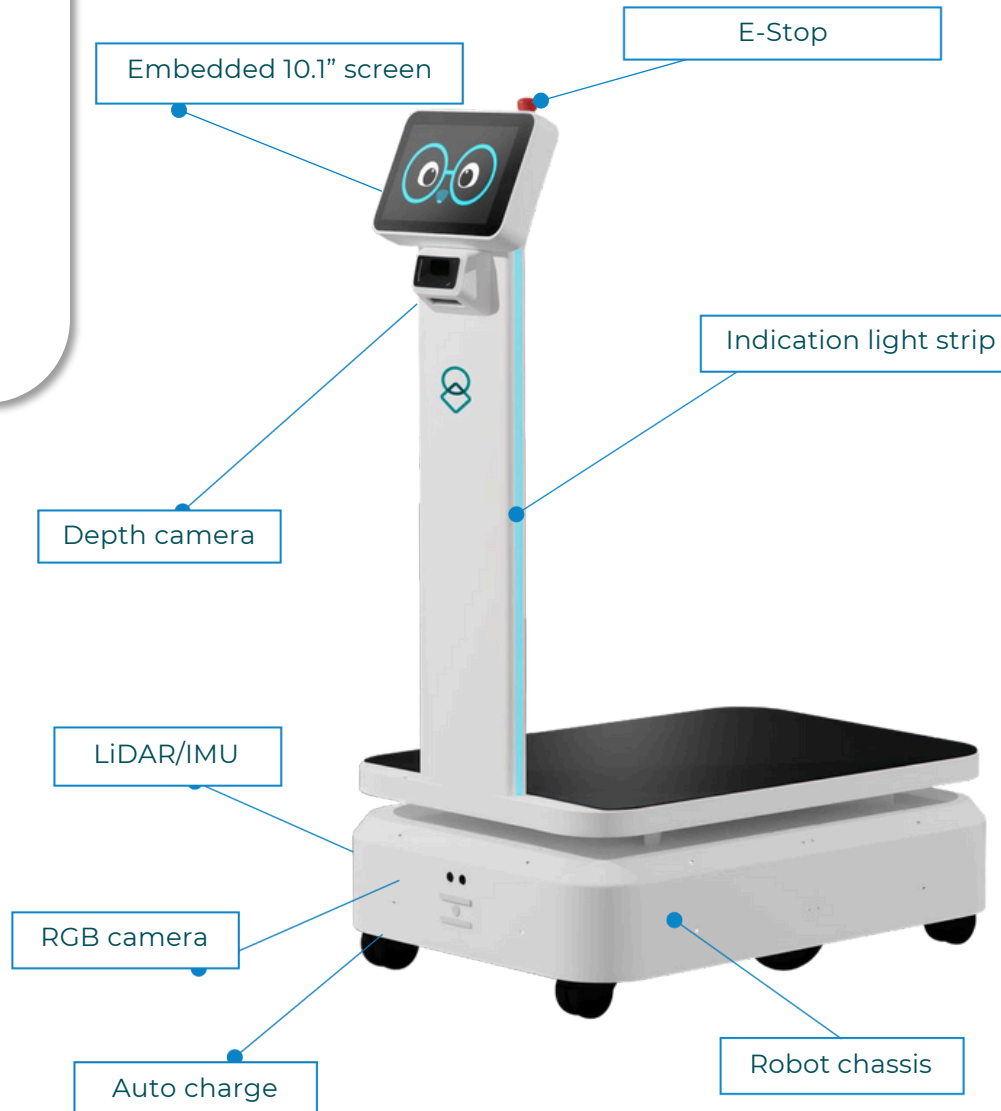 E-Stop
Embedded 10.1” screen
Indication light strip
Depth camera
LiDAR/IMU
RGB camera
Robot chassis
Auto charge